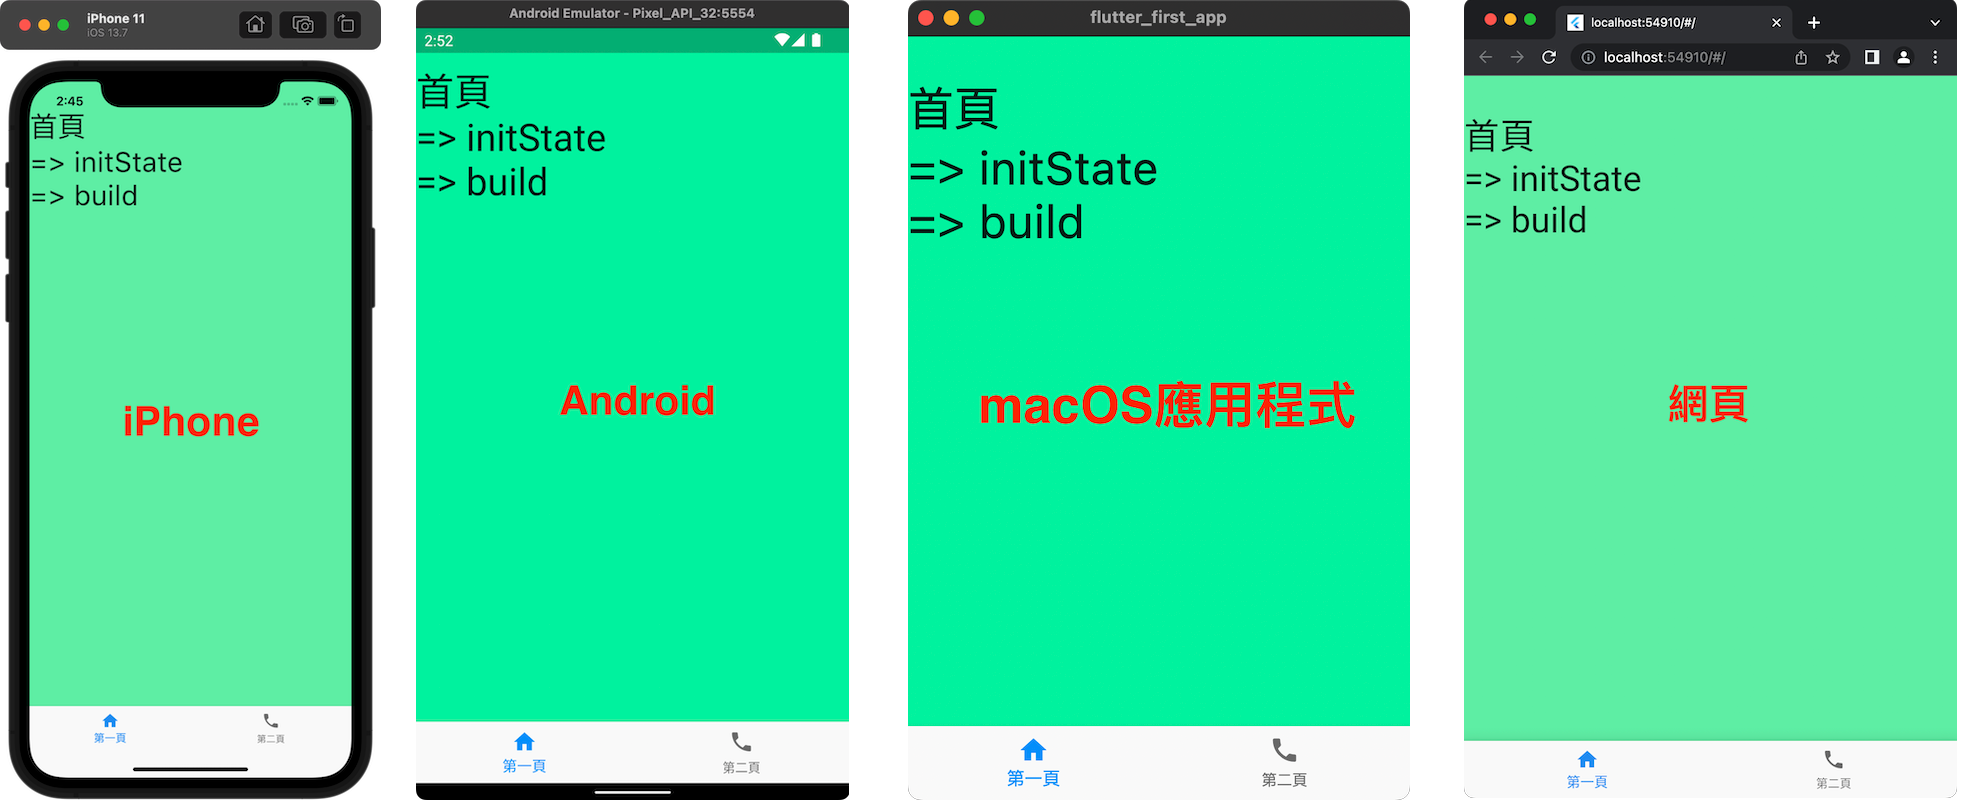 iPhone 11
iOS 13.7
2:45
首頁
=> initState
=> build
iPhone
第一頁
第二頁
Android Emulator - Pixel_API_32:5554
2:52
首頁
=> initState
=> build
Android
第一頁
第二頁
flutter_first_app
首頁
=> initState
=> build
macOS應用程式
第一頁
第二頁
localhost:54910/#/
localhost:54910/#/
首頁
=> initState
=> build
網頁
第一頁
第二頁